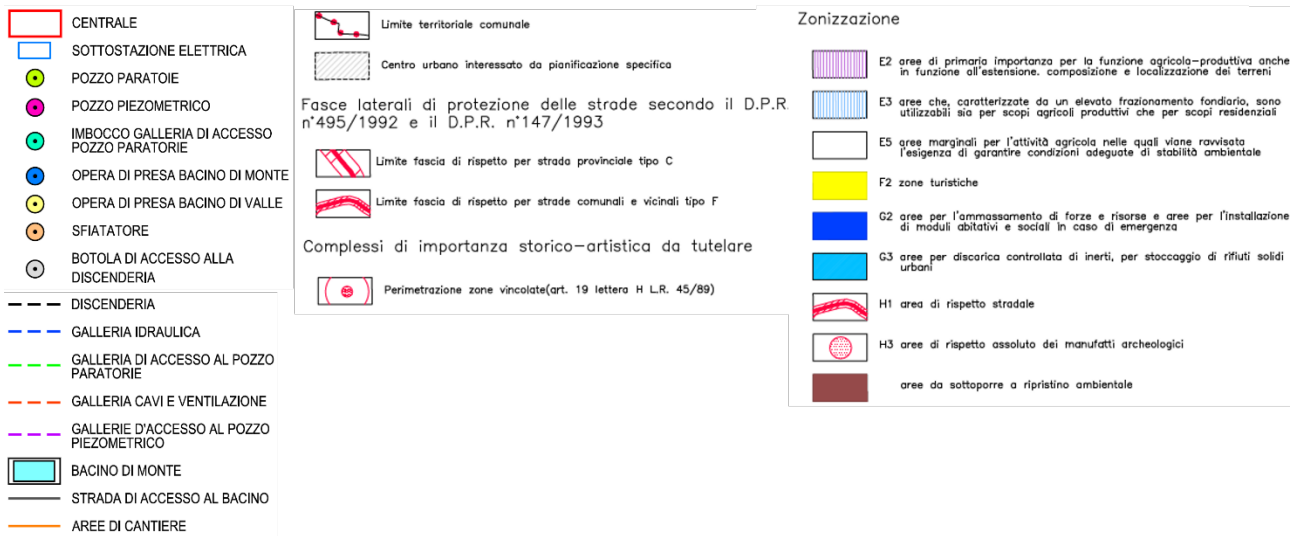 CENTRALE
SOTTOSTAZIONE ELETTRICA
POZZO PARATOIE
POZZO PIEZOMETRICO
IMBOCCO GALLERIA DI ACCESSO
POZZO PARATORIE
OPERA DI PRESA BACINO DI MONTE
OPERA DI PRESA BACINO DI VALLE
SFIATATORE
BOTOLA DI ACCESSO ALLA
DISCENDERIA
DISCENDERIA
GALLERIA IDRAULICA
GALLERIA DI ACCESSO AL POZZO
PARATORIE
GALLERIA CAVI E VENTILAZIONE
GALLERIE D'ACCESSO AL POZZO
PIEZOMETRICO
BACINO DI MONTE
STRADA DI ACCESSO AL BACINO
AREE DI CANTIERE
Limite territoriale comunale
Centro urbano interessato da pianificazione specifica
Fasce laterali di protezione delle strade secondo il D.P.R.
n°495/1992 e il D.P.R. n°147/1993
Limite fascia di rispetto per strada provinciale tipo C
Limite fascia di rispetto per strade comunali e vicinali tipo F
Complessi di importanza storico-artistica da tutelare
Perimetrazione zone vincolate(art. 19 lettera H L.R. 45/89)
Zonizzazione
E2 aree di primaria importanza per la funzione agricola-produttiva anche
in funzione all'estensione. composizione e localizzazione dei terreni
E3 aree che, caratterizzate da un elevato frazionamento fondiario, sono
utilizzabili sia per scopi agricoli produttivi che per scopi residenziali
E5 aree marginali per l'attività agricola nelle quali viene ravvisata
l'esigenza di garantire condizioni adeguate di stabilità ambientale
F2 zone turistiche
G2 aree per l'ammassamento di forze e risorse e aree per l'installazione
di moduli abitativi e sociali in caso di emergenza
G3 aree per discarica controllata di inerti, per stoccaggio di rifiuti solidi
urbani
H1 area di rispetto stradale
H3 aree di rispetto assoluto dei manufatti archeologici
aree da sottoporre a ripristino ambientale